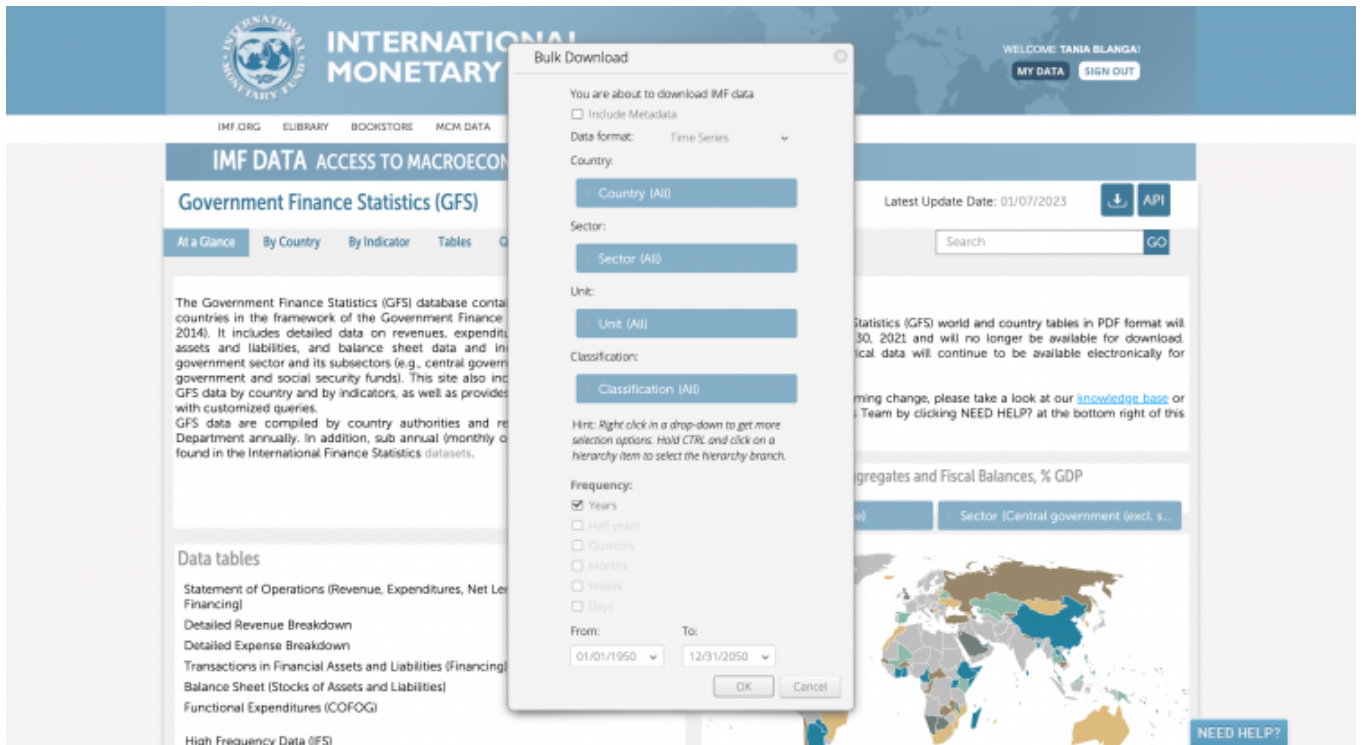 INTERNATIONAL
MONETARY
WELCOME TANIA BLANGA!
MY DATA
SIGN OUT
IMF.ORG
ELIBRARY
BOOKSTORE
MCM DATA
IMF DATA ACCESS TO MACROECON
Government Finance Statistics (GFS)
Latest Update Date: 01/07/2023
API
At a Glance
By Country
By Indicator
Tables
Search
GO
The Government Finance Statistics (GFS) database contai
countries in the framework of the Government Finance
2014). It includes detailed data on revenues, expenditu
assets and liabilities, and balance sheet data and in
government sector and its subsectors (e.g., central govern
government and social security funds). This site also inc
GFS data by country and by indicators, as well as provides
with customized queries.
GFS data are compiled by country authorities and re
Department annually. In addition, sub annual (monthly o
found in the International Finance Statistics datasets.
Data tables
Statement of Operations (Revenue, Expenditures, Net Len
Financing)
Detailed Revenue Breakdown
Detailed Expense Breakdown
Transactions in Financial Assets and Liabilities (Financing)
Balance Sheet (Stocks of Assets and Liabilities)
Functional Expenditures (COFOG)
High Frequency Data (IFS)
Bulk Download
You are about to download IMF data
Include Metadata
Data format: Time Series
Country:
Country (All)
Sector:
Sector (All)
Unit:
Unit (All)
Classification:
Classification (All)
Hint: Right click in a drop-down to get more
selection options. Hold CTRL and click on a
hierarchy item to select the hierarchy branch.
Frequency:
Years
Half-years
Quarters
Months
Weeks
Days
From: To:
01/01/1950 12/31/2050
OK Cancel
Statistics (GFS) world and country tables in PDF format will
30, 2021 and will no longer be available for download.
ical data will continue to be available electronically for
ming change, please take a look at our knowledge base or
Team by clicking NEED HELP? at the bottom right of this
ggregates and Fiscal Balances, % GDP
Sector (Central government (excl. s...
NEED HELP?